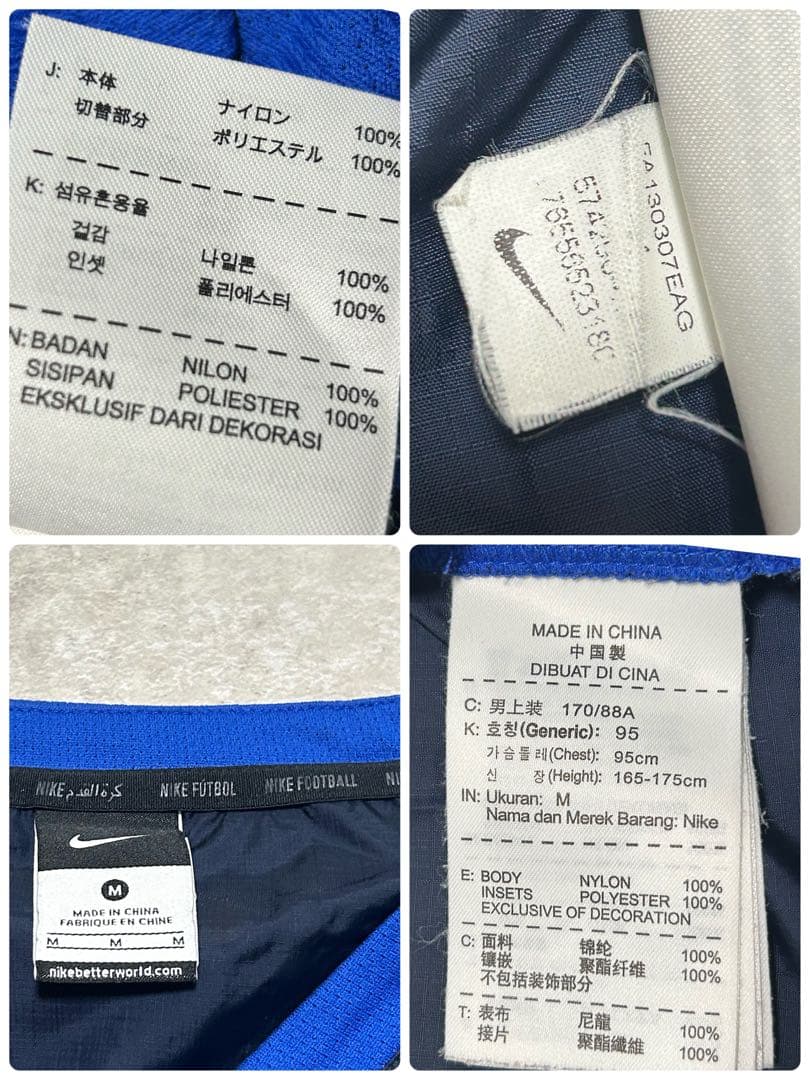 J: 本体 ナイロン 100%
切替部分 ポリエステル 100%
K: 섬유혼용율
겉감 나일론 100%
인셋 폴리에스터 100%
N: BADAN NILON 100%
SISIPAN POLIESTER 100%
EKSKLUSIF DARI DEKORASI
130307EAG
NIKE كرة القدم NIKE FÚTBOL NIKE FOOTBALL NI
M
MADE IN CHINA
FABRIQUE EN CHINE
M M M
nikebetterworld.com
MADE IN CHINA
中国製
DIBUAT DI CINA
C: 男上装 170/88A
K: 호칭(Generic): 95
가슴둘레(Chest): 95cm
신 장(Height): 165-175cm
IN: Ukuran: M
Nama dan Merek Barang: Nike
E: BODY NYLON 100%
INSETS POLYESTER 100%
EXCLUSIVE OF DECORATION
C: 面料 锦纶 100%
镶嵌 聚酯纤维 100%
不包括装饰部分
T: 表布 尼龍 100%
接片 聚酯纖維 100%